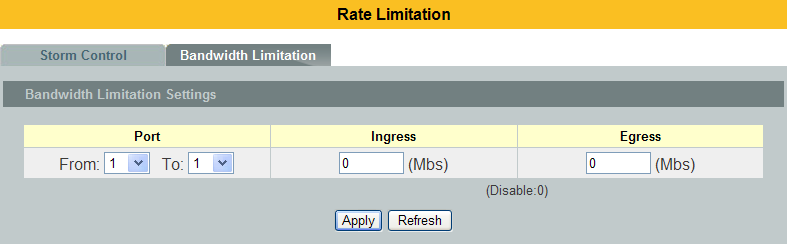 Rate Limitation
Storm Control Bandwidth Limitation
Bandwidth Limitation Settings
Port Ingress Egress
From: 1 To: 1 0 (Mbs) 0 (Mbs)
(Disable:0)
Apply Refresh